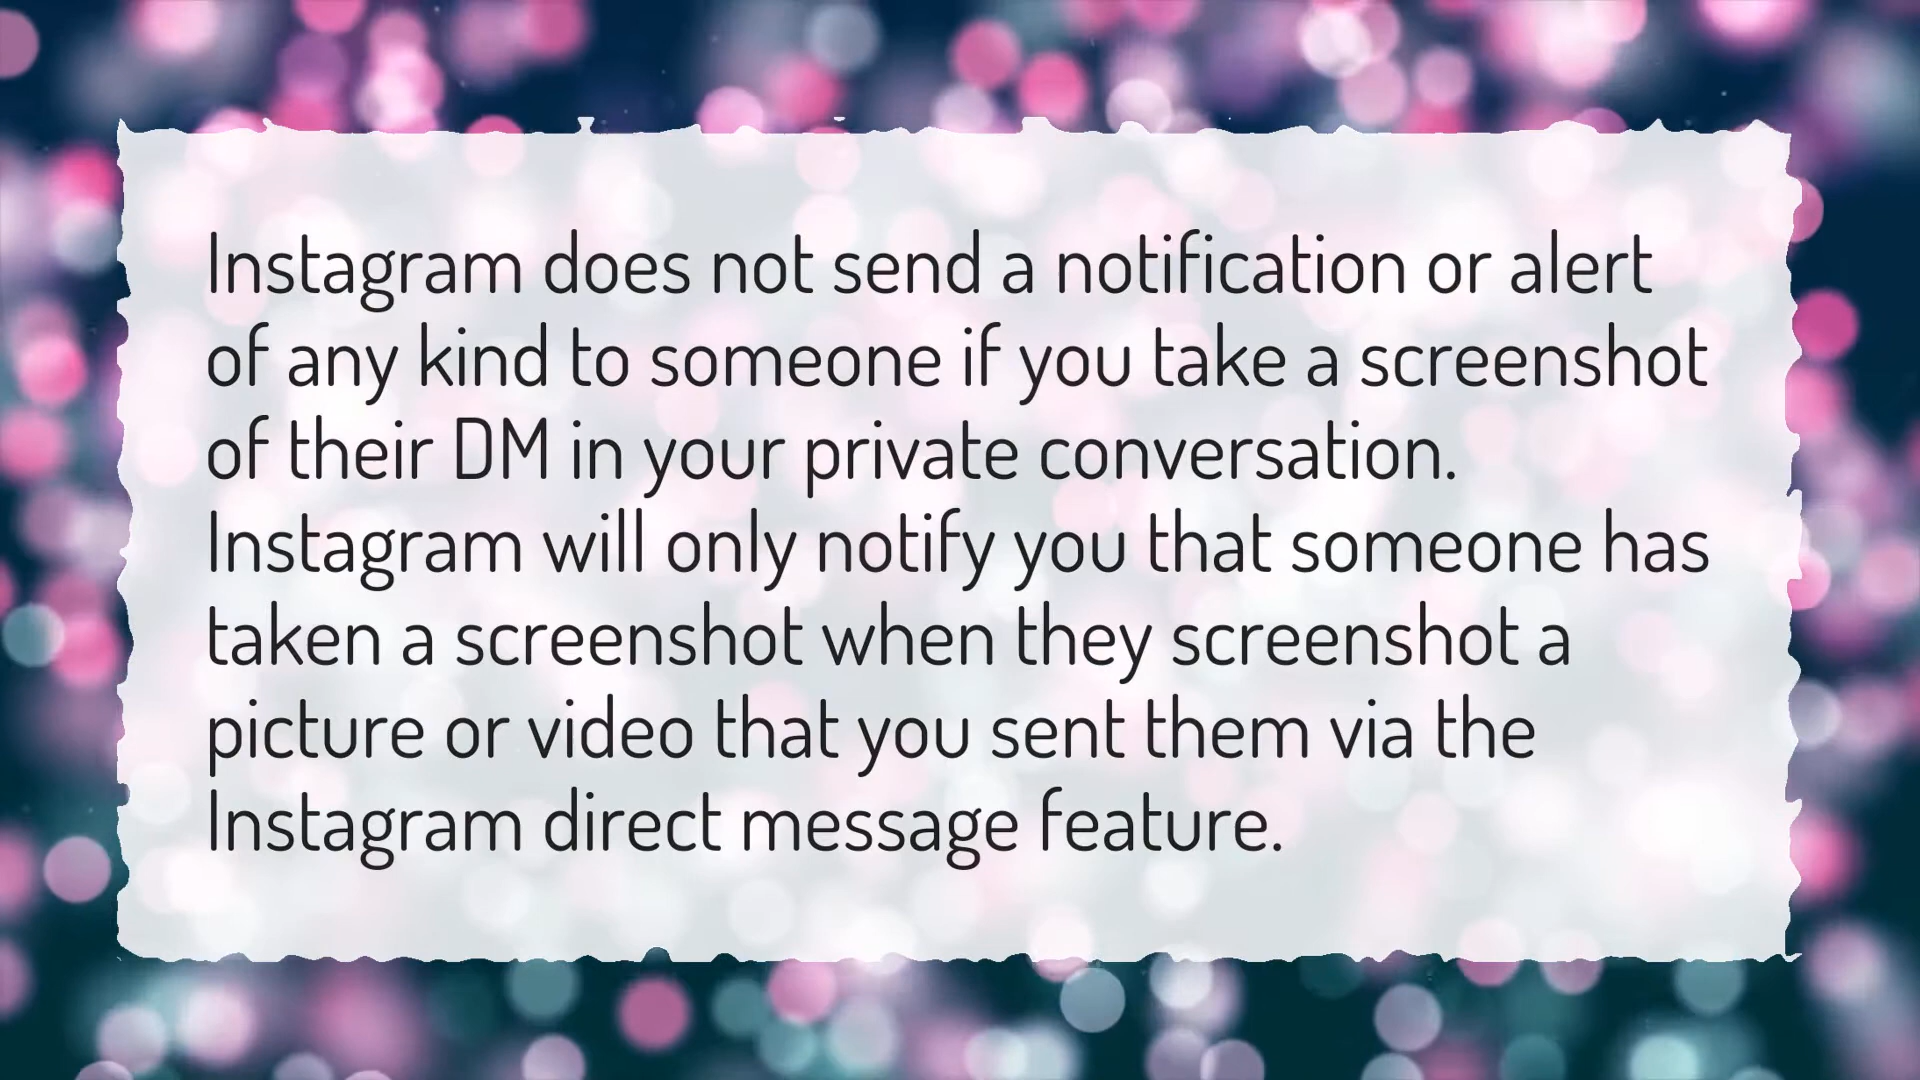 Instagram does not send a notification or alert
of any kind to someone if you take a screenshot
of their DM in your private conversation.
Instagram will only notify you that someone has
taken a screenshot when they screenshot a
picture or video that you sent them via the
Instagram direct message feature.